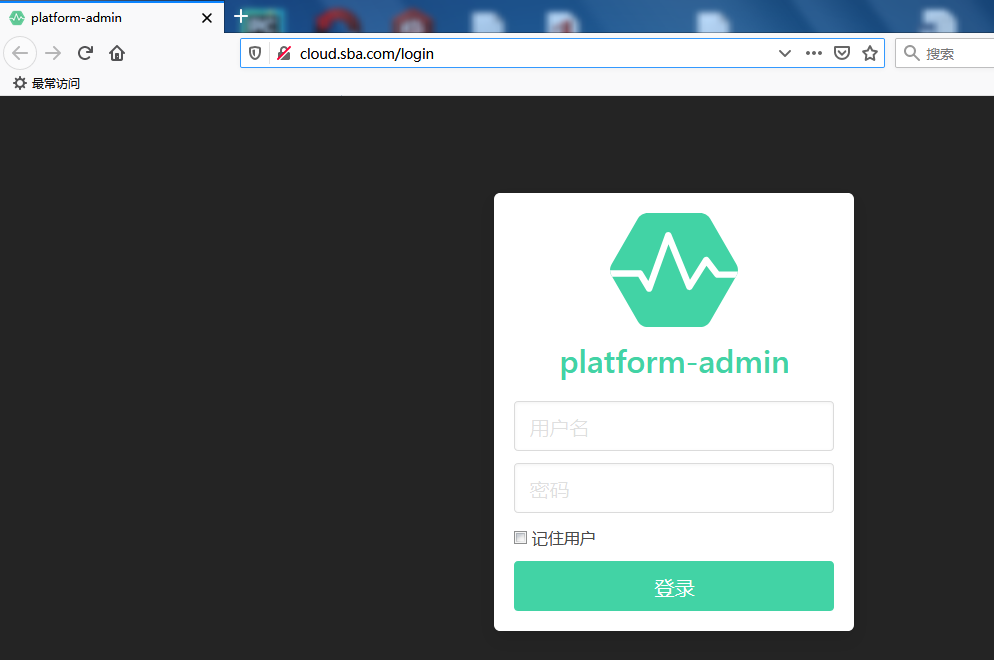 platform-admin
cloud.sba.com/login
搜索
最常访问
platform-admin
用户名
密码
记住用户
登录